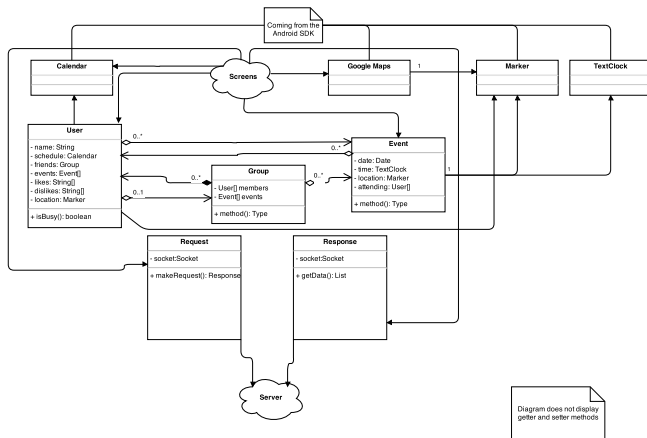 Coming from the
Android SDK
Calendar
Screens
Google Maps
1
Marker
TextClock
User
- name: String
- schedule: Calendar
- friends: Group
- events: Event[]
- likes: String[]
- dislikes: String[]
- location: Marker
+ isBusy(): boolean
0..*
0..*
0..*
0..1
0..*
Group
- User[] members
- Event[] events
+ method(): Type
Event
- date: Date
- time: TextClock
- location: Marker
- attending: User[]
+ method(): Type
1
Request
- socket:Socket
+ makeRequest(): Response
Response
- socket:Socket
+ getData(): List
Server
Diagram does not display
getter and setter methods